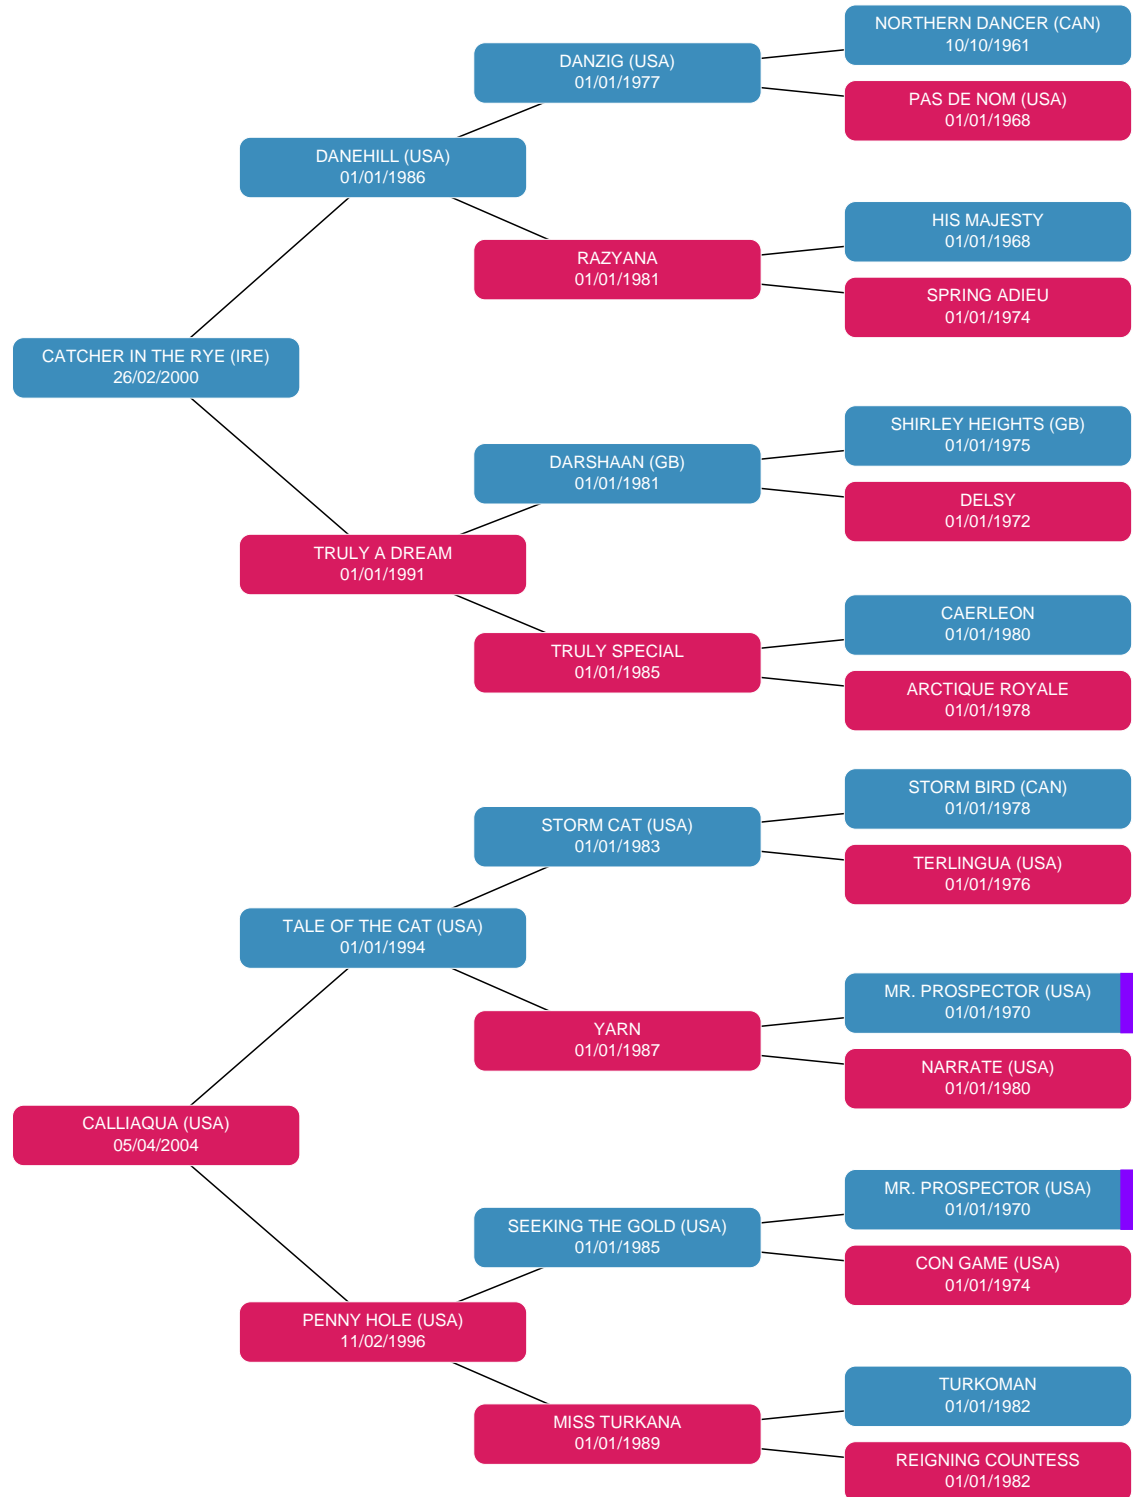 NORTHERN DANCER (CAN)
10/10/1961
DANZIG (USA)
01/01/1977
PAS DE NOM (USA)
01/01/1968
DANEHILL (USA)
01/01/1986
HIS MAJESTY
01/01/1968
RAZYANA
01/01/1981
SPRING ADIEU
01/01/1974
CATCHER IN THE RYE (IRE)
26/02/2000
SHIRLEY HEIGHTS (GB)
01/01/1975
DARSHAAN (GB)
01/01/1981
DELSY
01/01/1972
TRULY A DREAM
01/01/1991
CAERLEON
01/01/1980
TRULY SPECIAL
01/01/1985
ARCTIQUE ROYALE
01/01/1978
STORM BIRD (CAN)
01/01/1978
STORM CAT (USA)
01/01/1983
TERLINGUA (USA)
01/01/1976
TALE OF THE CAT (USA)
01/01/1994
MR. PROSPECTOR (USA)
01/01/1970
YARN
01/01/1987
NARRATE (USA)
01/01/1980
CALLIAQUA (USA)
05/04/2004
MR. PROSPECTOR (USA)
01/01/1970
SEEKING THE GOLD (USA)
01/01/1985
CON GAME (USA)
01/01/1974
PENNY HOLE (USA)
11/02/1996
TURKOMAN
01/01/1982
MISS TURKANA
01/01/1989
REIGNING COUNTESS
01/01/1982